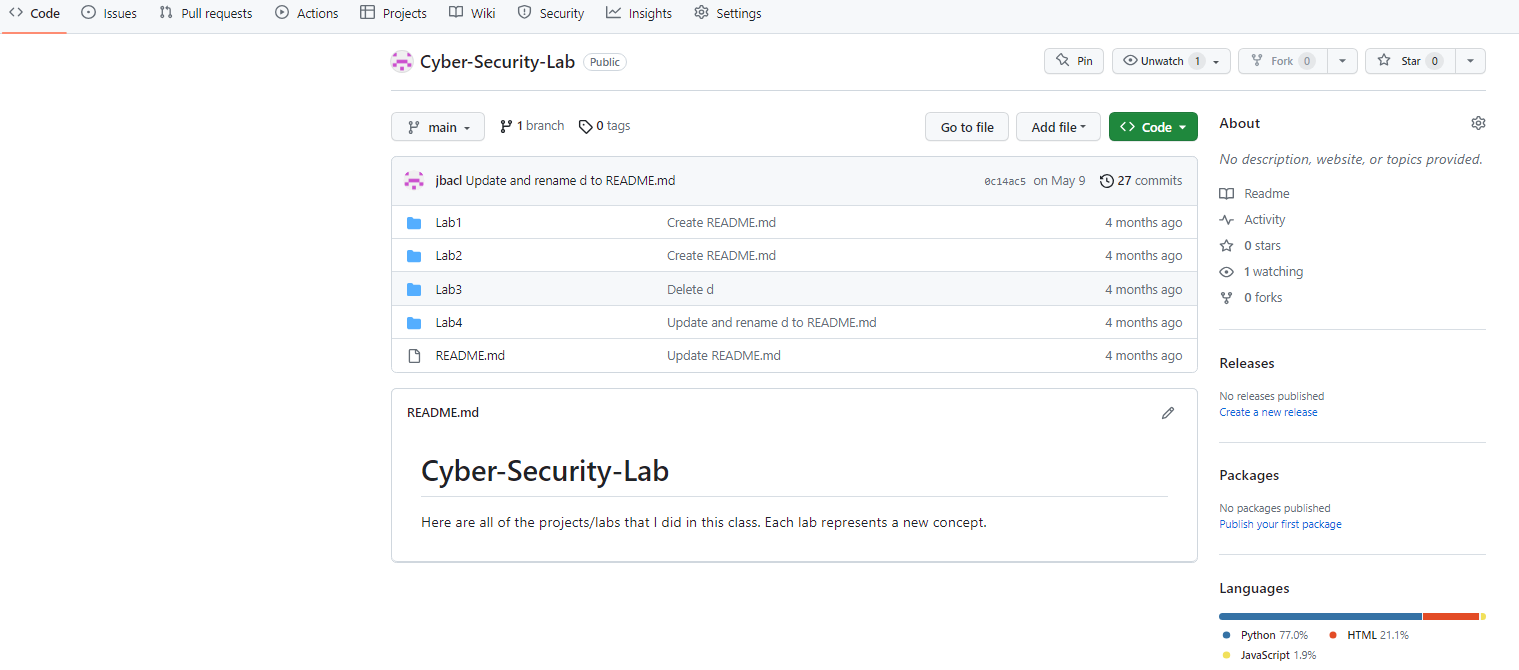 Code Issues Pull requests Actions Projects Wiki Security Insights Settings
Cyber-Security-Lab Public Pin Unwatch 1 Fork 0 Star 0
main 1 branch 0 tags Go to file Add file Code
jbacl Update and rename d to README.md 0c14ac5 on May 9 27 commits
Lab1 Create README.md 4 months ago
Lab2 Create README.md 4 months ago
Lab3 Delete d 4 months ago
Lab4 Update and rename d to README.md 4 months ago
README.md Update README.md 4 months ago
README.md
Cyber-Security-Lab
Here are all of the projects/labs that I did in this class. Each lab represents a new concept.
About
No description, website, or topics provided.
Readme
Activity
0 stars
1 watching
0 forks
Releases
No releases published
Create a new release
Packages
No packages published
Publish your first package
Languages
Python 77.0% HTML 21.1%
JavaScript 1.9%